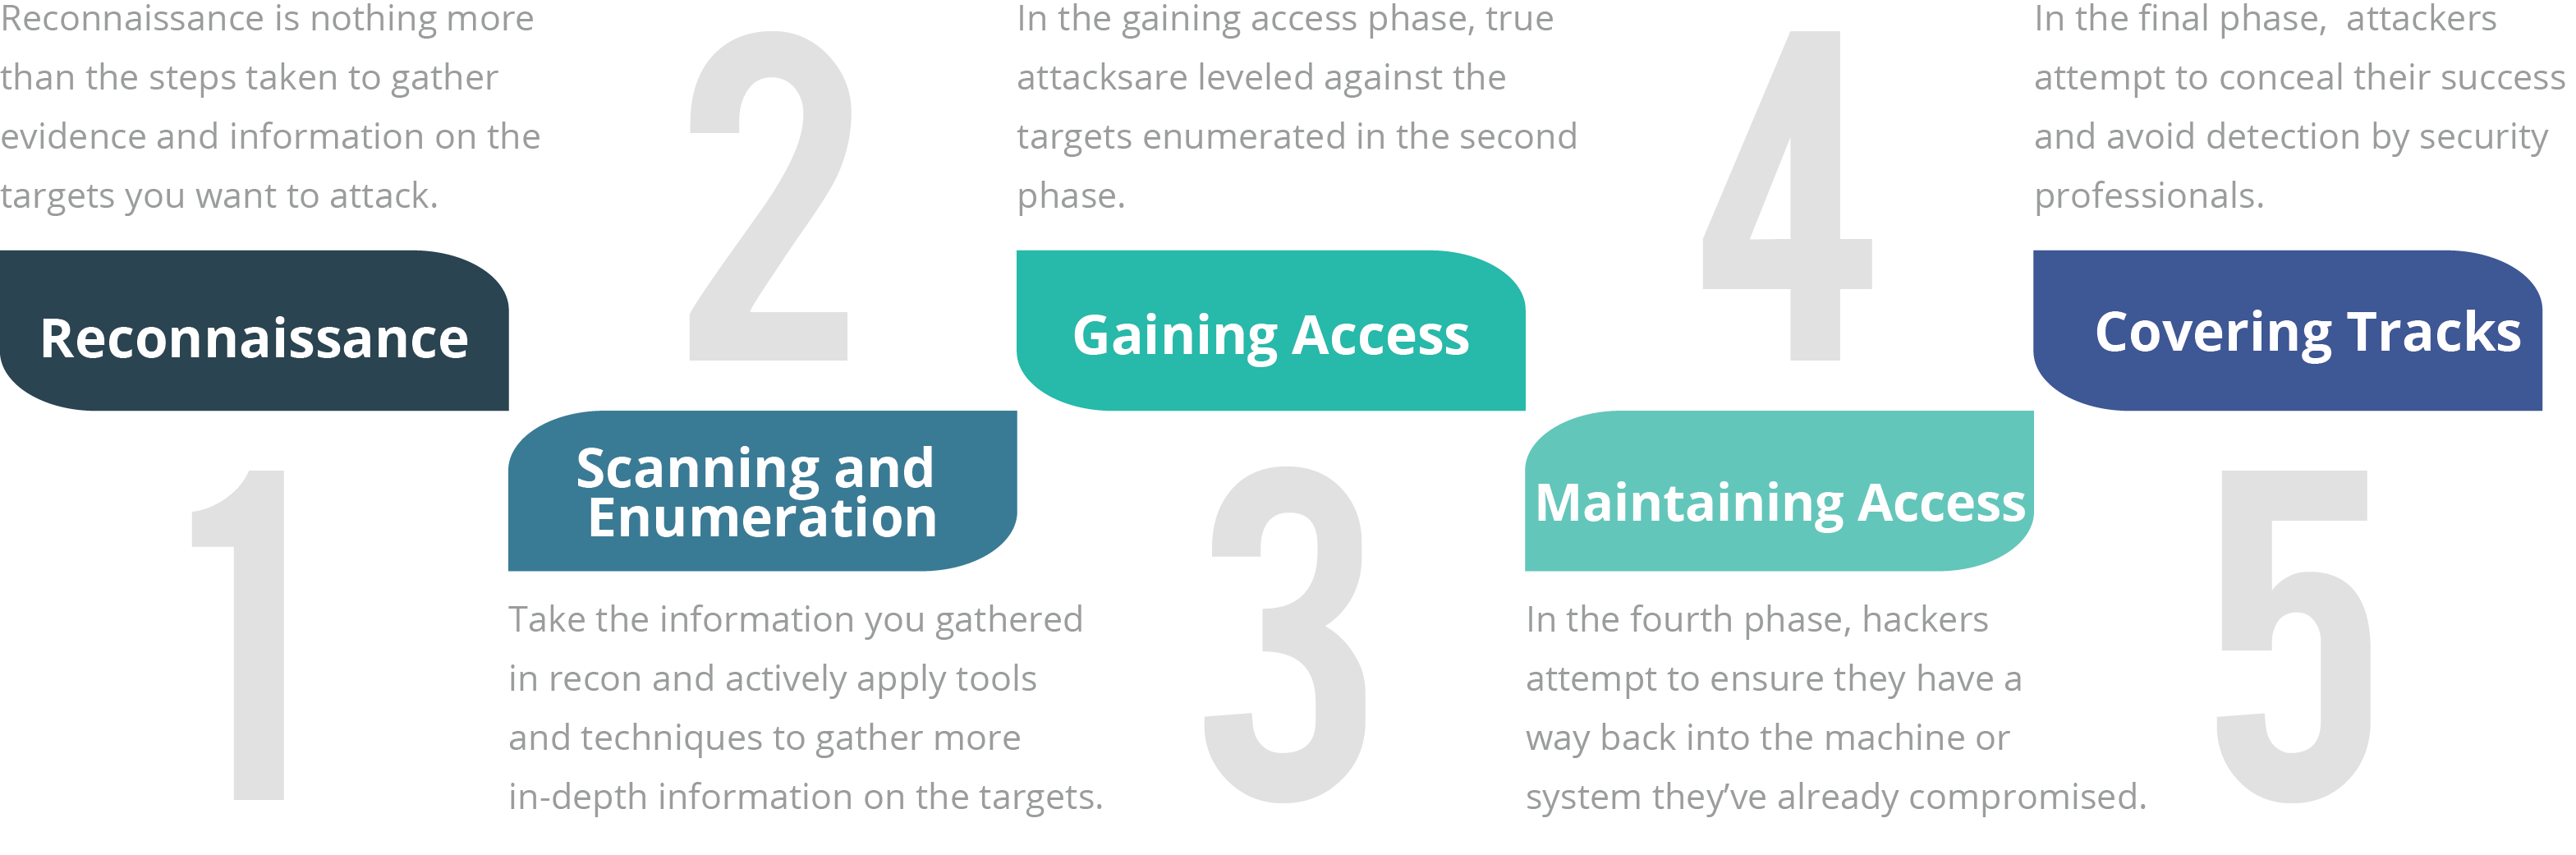 Reconnaissance is nothing more
than the steps taken to gather
evidence and information on the
targets you want to attack.
Reconnaissance
1
2
Scanning and
Enumeration
Take the information you gathered
in recon and actively apply tools
and techniques to gather more
in-depth information on the targets.
In the gaining access phase, true
attacksare leveled against the
targets enumerated in the second
phase.
Gaining Access
3
4
Maintaining Access
In the fourth phase, hackers
attempt to ensure they have a
way back into the machine or
system they’ve already compromised.
In the final phase,  attackers
attempt to conceal their success
and avoid detection by security
professionals.
Covering Tracks
5